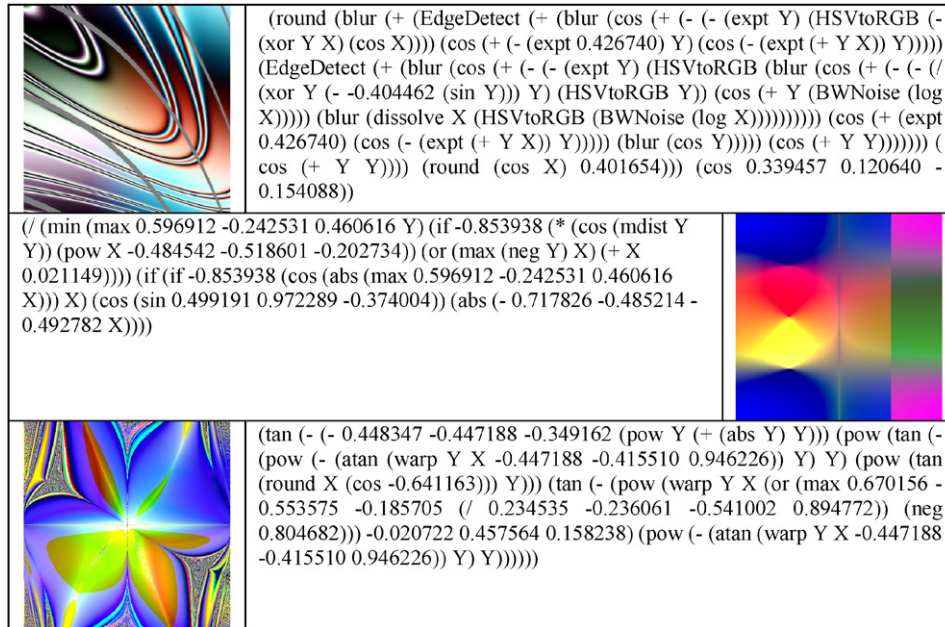 (round (blur (+ (EdgeDetect (+ (blur (cos (+ (- (- (expt Y) (HSVtoRGB (-
(xor Y X) (cos X)))) (cos (+ (- (expt 0.426740) Y) (cos (- (expt (+ Y X)) Y)))))
(EdgeDetect (+ (blur (cos (+ (- (- (expt Y) (HSVtoRGB (blur (cos (+ (- (- (/
(xor Y (- -0.404462 (sin Y))) Y) (HSVtoRGB Y)) (cos (+ Y (BWNoise (log
X))))) (blur (dissolve X (HSVtoRGB (BWNoise (log X)))))))))) (cos (+ (expt
0.426740) (cos (- (expt (+ Y X)) Y))))) (blur (cos Y))))) (cos (+ Y Y))))))) (
cos (+ Y Y)))) (round (cos X) 0.401654))) (cos 0.339457 0.120640 -
0.154088))
(/ (min (max 0.596912 -0.242531 0.460616 Y) (if -0.853938 (* (cos (mdist Y
Y)) (pow X -0.484542 -0.518601 -0.202734)) (or (max (neg Y) X) (+ X
0.021149)))) (if (if -0.853938 (cos (abs (max 0.596912 -0.242531 0.460616
X))) X) (cos (sin 0.499191 0.972289 -0.374004)) (abs (- 0.717826 -0.485214 -
0.492782 X))))
(tan (- (- 0.448347 -0.447188 -0.349162 (pow Y (+ (abs Y) Y))) (pow (tan (-
(pow (- (atan (warp Y X -0.447188 -0.415510 0.946226)) Y) Y) (pow (tan
(round X (cos -0.641163))) Y))) (tan (- (pow (warp Y X (or (max 0.670156 -
0.553575 -0.185705 (/ 0.234535 -0.236061 -0.541002 0.894772)) (neg
0.804682))) -0.020722 0.457564 0.158238) (pow (- (atan (warp Y X -0.447188
-0.415510 0.946226)) Y) Y))))))